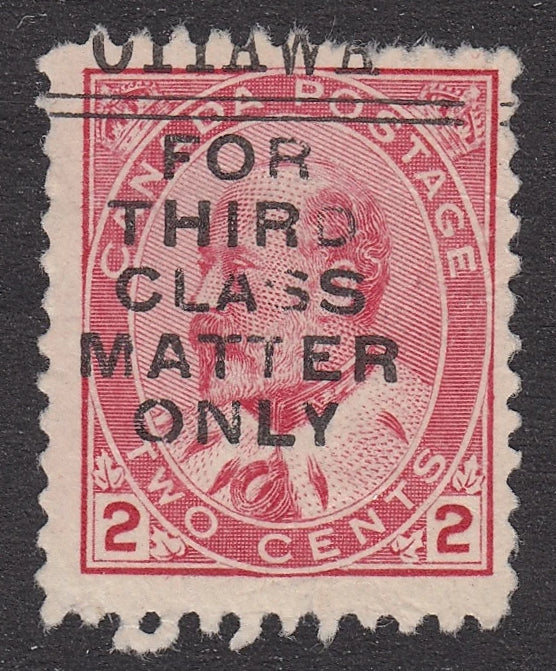 OTTAWA
FOR
THIRD
CLASS
MATTER
ONLY
CANADA POSTAGE
2 TWO CENTS 2